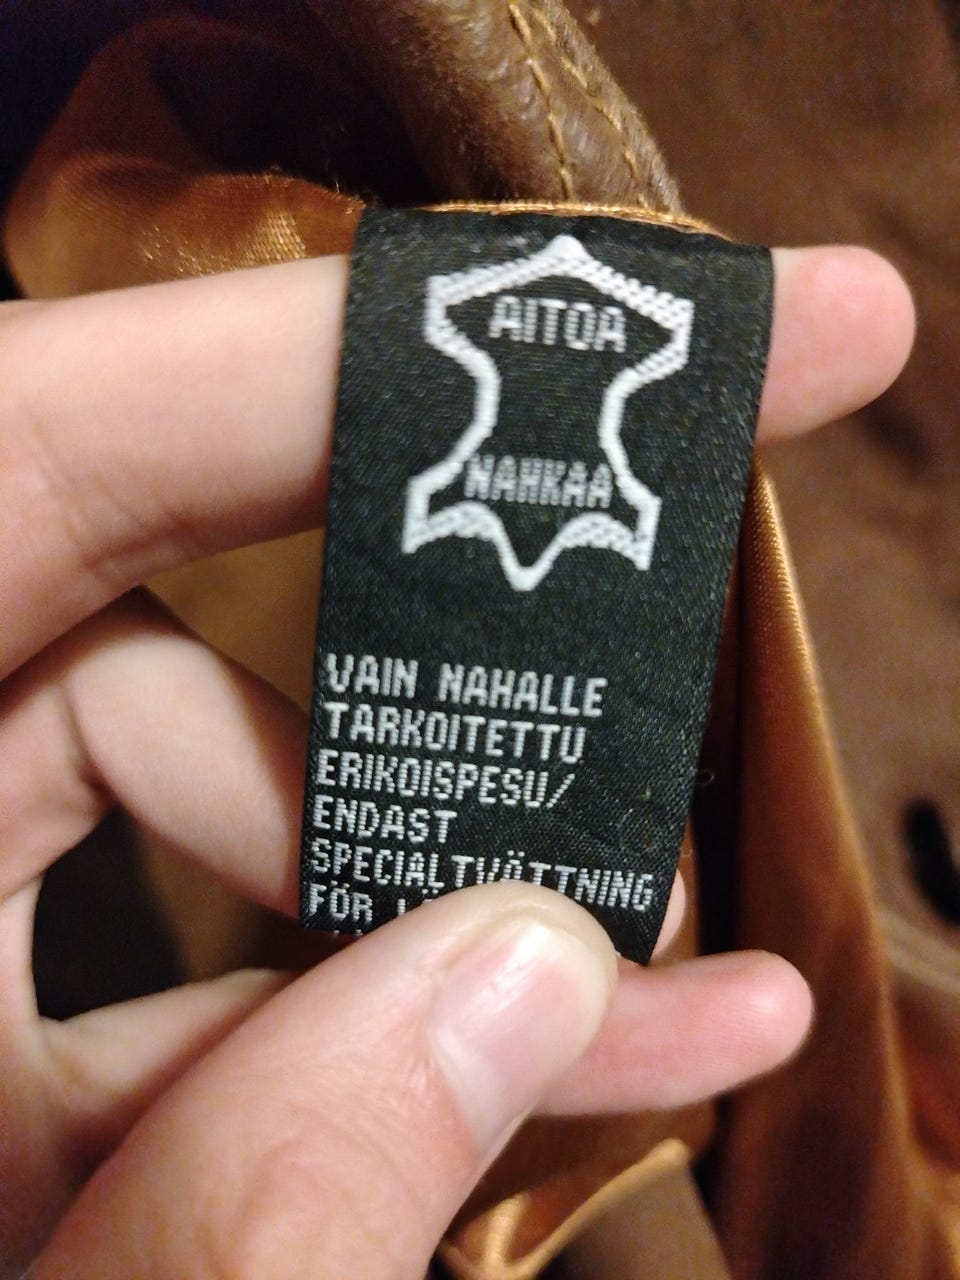 AITOA
NAHKAA
VAIN NAHALLE
TARKOITETTU
ERIKOISPESU/
ENDAST
SPECIALTVÄTTNING
FÖR